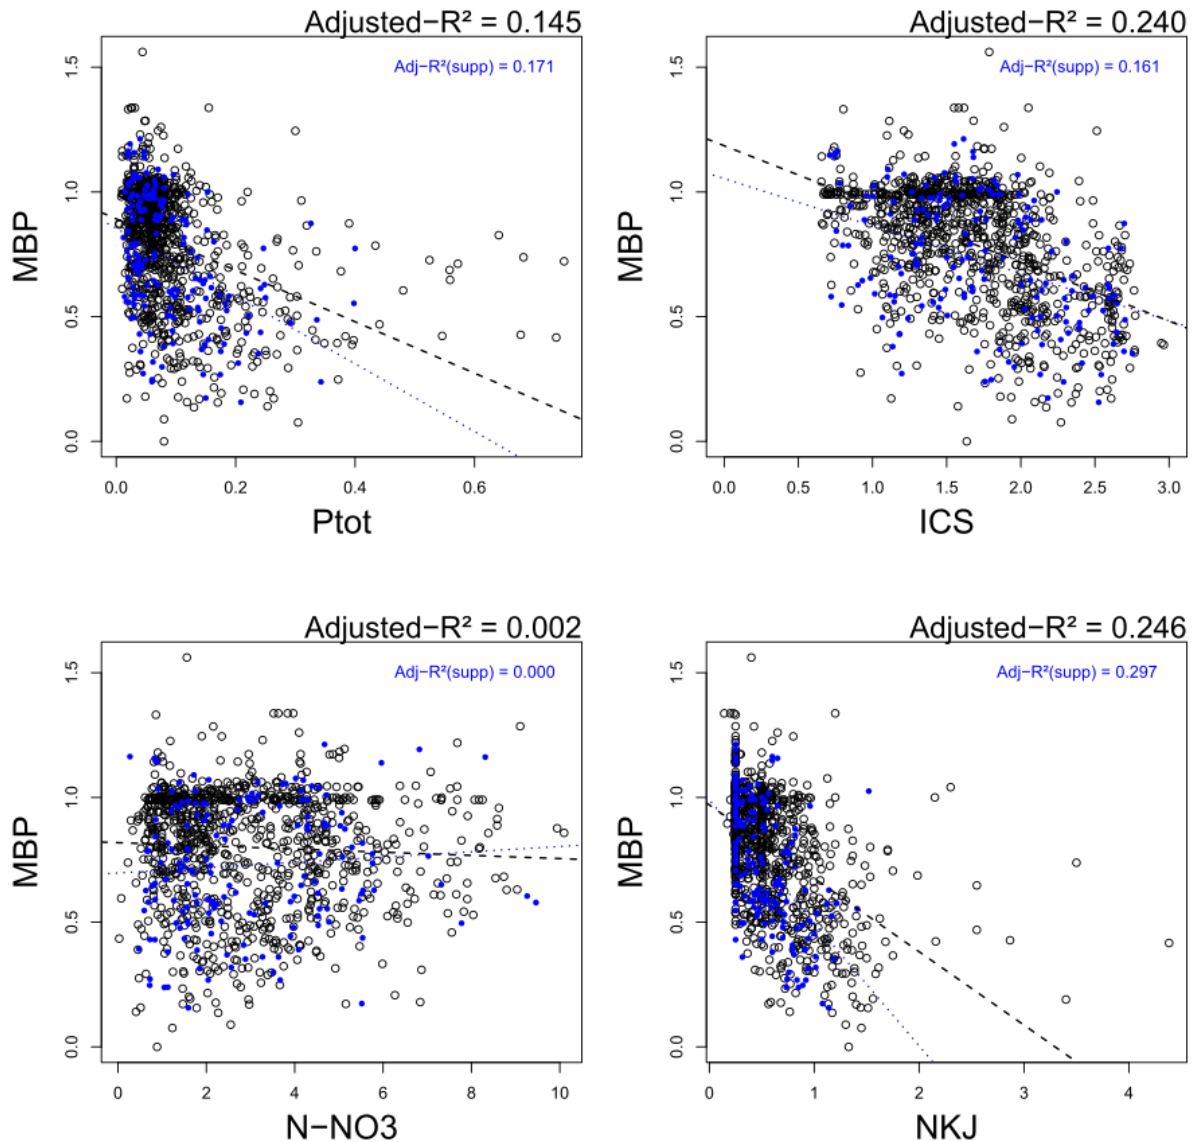 Adjusted−R² = 0.145
Adj−R²(supp) = 0.171
MBP
1.5
1.0
0.5
0.0
0.0 0.2 0.4 0.6
Ptot
Adjusted−R² = 0.240
Adj−R²(supp) = 0.161
MBP
1.5
1.0
0.5
0.0
0.0 0.5 1.0 1.5 2.0 2.5 3.0
ICS
Adjusted−R² = 0.002
Adj−R²(supp) = 0.000
MBP
1.5
1.0
0.5
0.0
0 2 4 6 8 10
N−NO3
Adjusted−R² = 0.246
Adj−R²(supp) = 0.297
MBP
1.5
1.0
0.5
0.0
0 1 2 3 4
NKJ